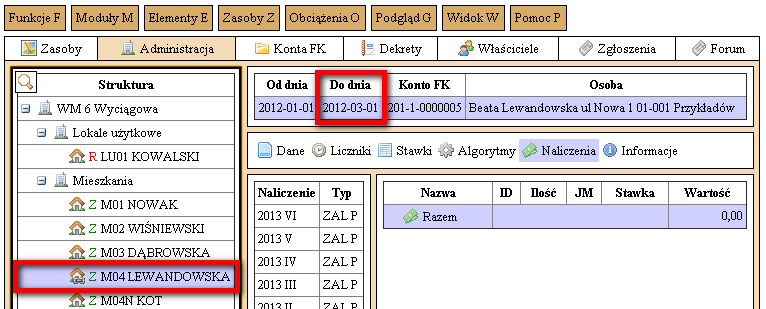 Funkcje F Moduły M Elementy E Zasoby Z Obciążenia O Podgląd G Widok W Pomoc P
Zasoby Administracja Konta FK Dekrety Właściciele Zgłoszenia Forum
Struktura
WM 6 Wyciągowa
Lokale użytkowe
R LU01 KOWALSKI
Mieszkania
Z M01 NOWAK
Z M02 WIŚNIEWSKI
Z M03 DĄBROWSKA
Z M04 LEWANDOWSKA
Z M04N KOT
Od dnia Do dnia Konto FK Osoba
2012-01-01 2012-03-01 201-1-0000005 Beata Lewandowska ul Nowa 1 01-001 Przykładów
Dane Liczniki Stawki Algorytmy Naliczenia Informacje
Naliczenie Typ
2013 VI ZAL P
2013 V ZAL P
2013 IV ZAL P
2013 III ZAL P
2013 II ZAL P
Nazwa ID Ilość JM Stawka Wartość
Razem 0,00